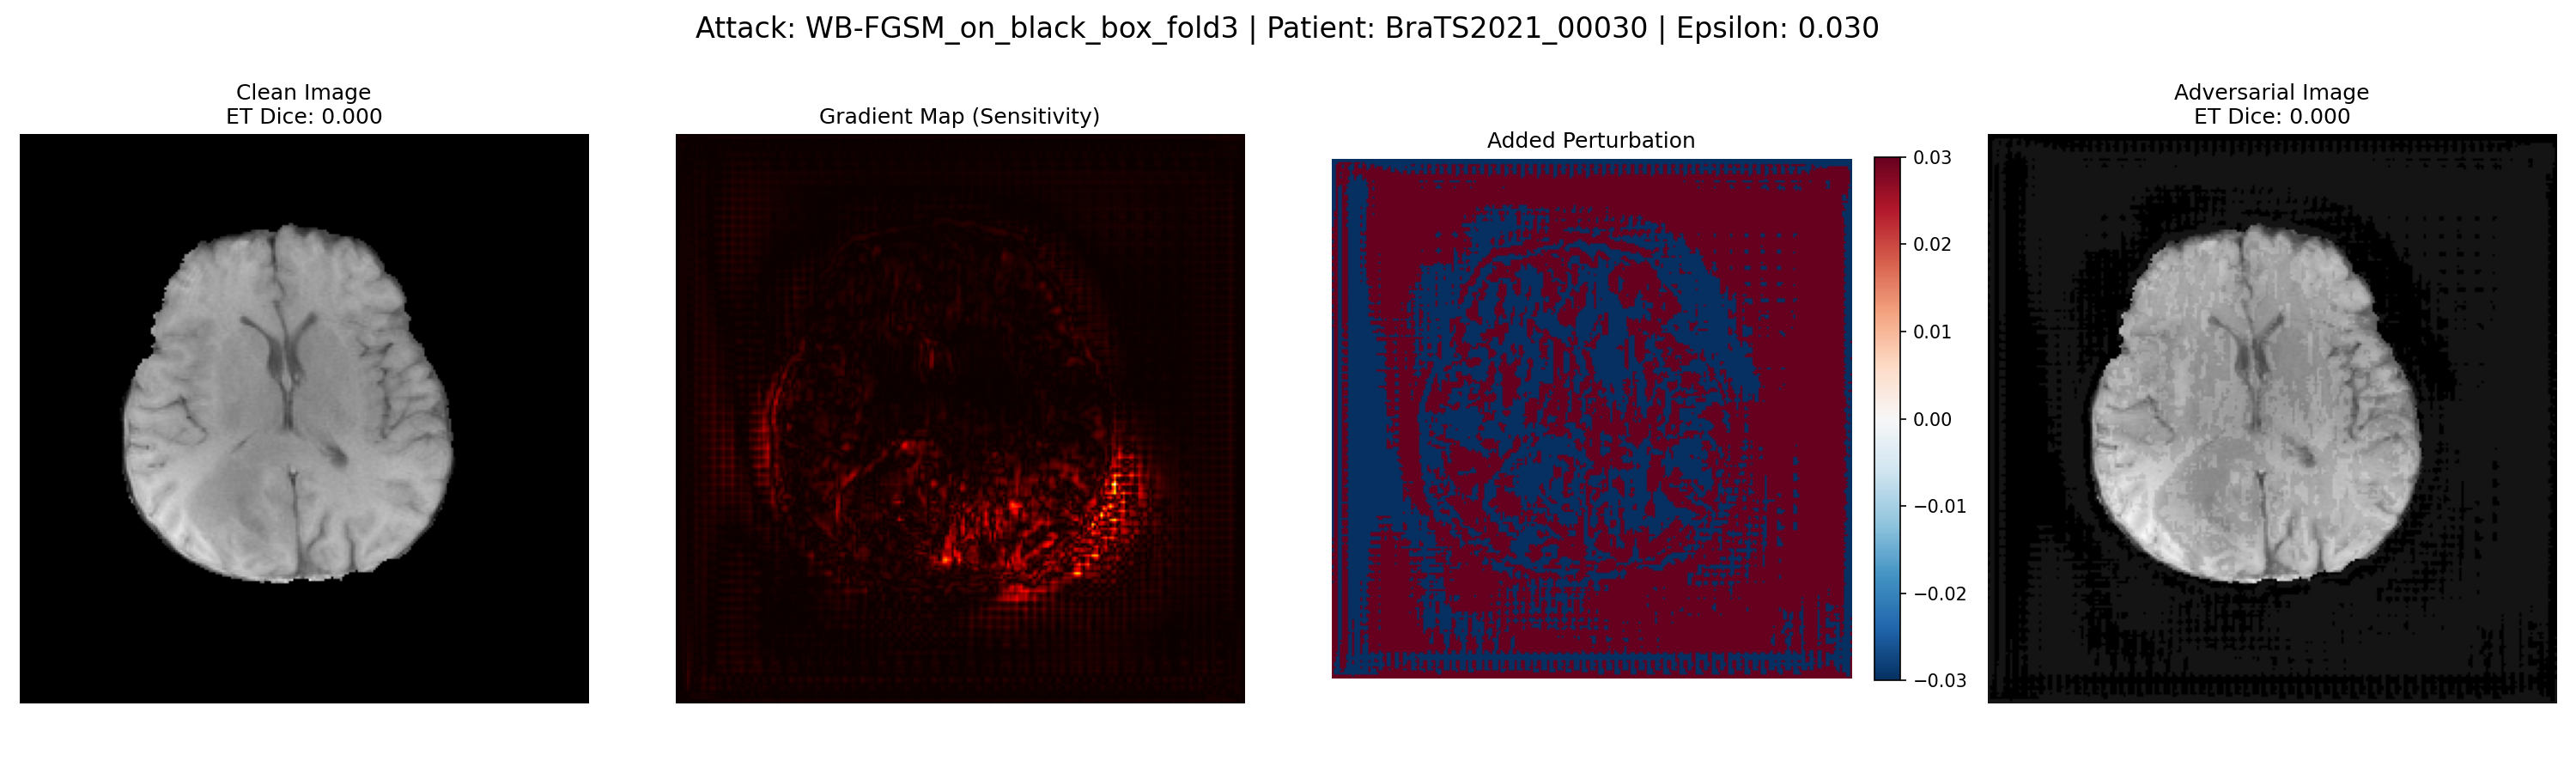 Attack: WB-FGSM_on_black_box_fold3 | Patient: BraTS2021_00030 | Epsilon: 0.030
Clean Image
ET Dice: 0.000
Gradient Map (Sensitivity)
Added Perturbation
0.03
0.02
0.01
0.00
−0.01
−0.02
−0.03
Adversarial Image
ET Dice: 0.000